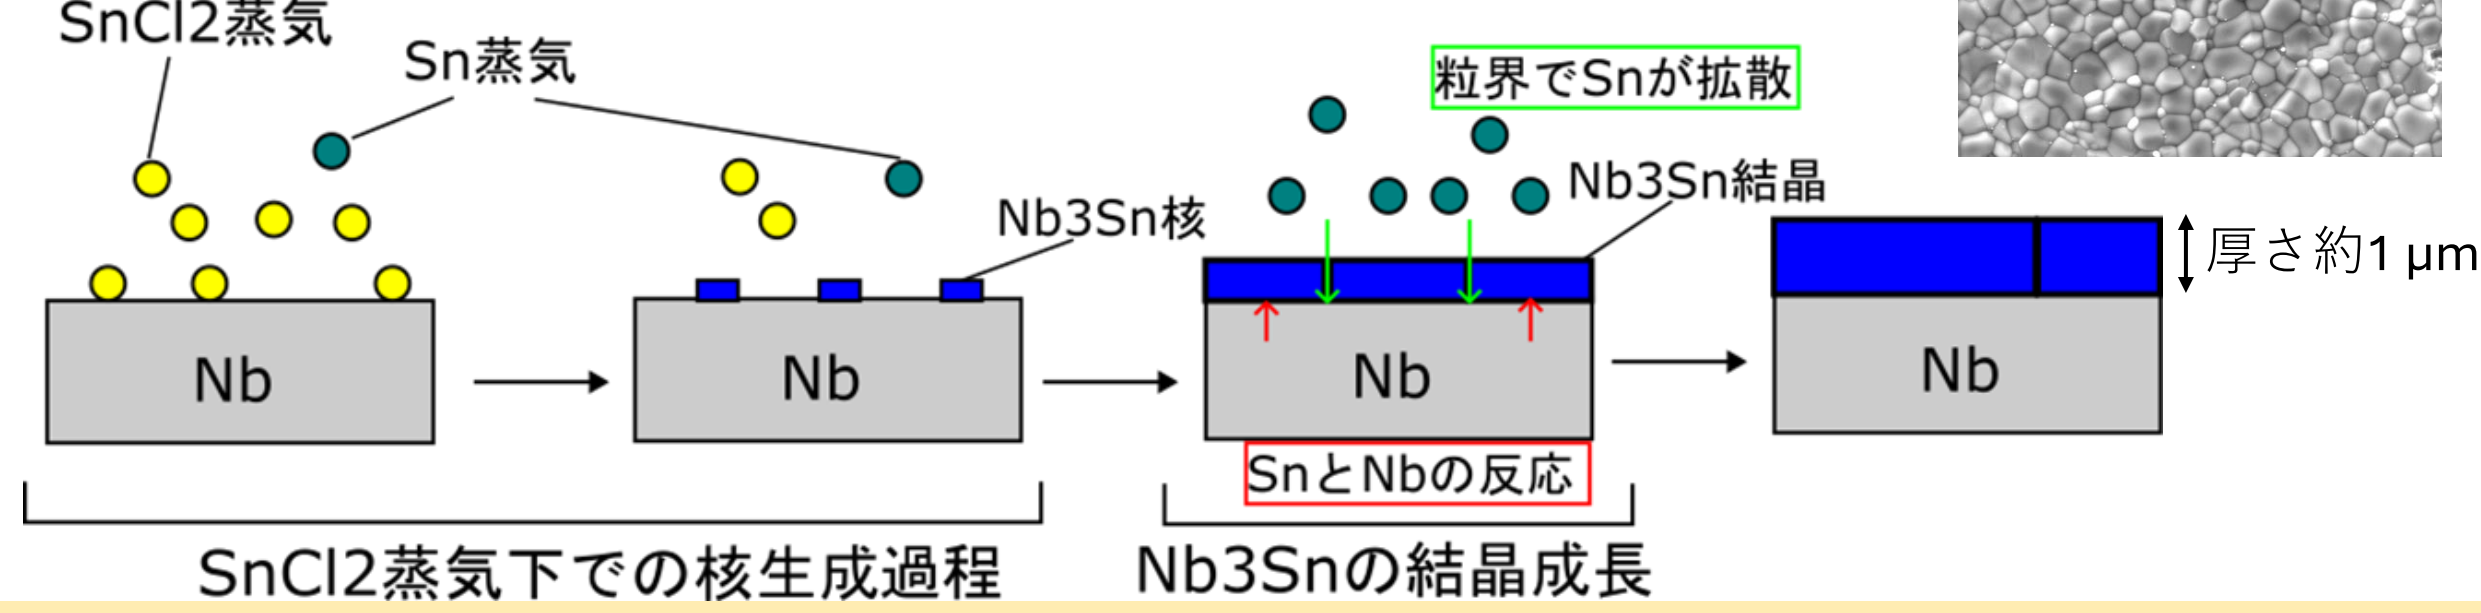 SnCl2蒸気
Sn蒸気
粒界でSnが拡散
Nb3Sn結晶
Nb3Sn核
厚さ約1 μm
Nb
Nb
Nb
Nb
SnとNbの反応
SnCl2蒸気下での核生成過程
Nb3Snの結晶成長